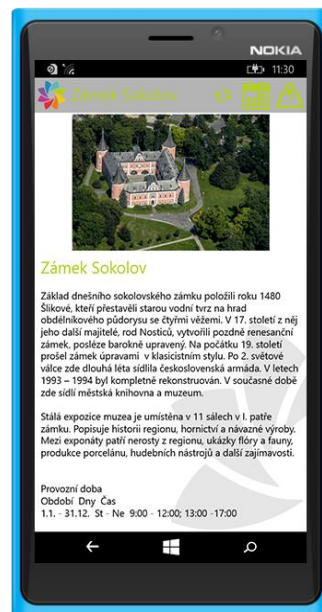 NOKIA
11:30
Zámek Sokolov
Zámek Sokolov
Základ dnešního sokolovského zámku položili roku 1480
Šlikové, kteří přestavěli starou vodní tvrz na hrad
obdélníkového půdorysu se čtyřmi věžemi. V 17. století z něj
jeho další majitelé, rod Nosticů, vytvořili pozdně renesanční
zámek, posléze barokně upravený. Na počátku 19. století
prošel zámek úpravami v klasicistním stylu. Po 2. světové
válce zde dlouhá léta sídlila československá armáda. V letech
1993 – 1994 byl kompletně rekonstruován. V současné době
zde sídlí městská knihovna a muzeum.
Stálá expozice muzea je umístěna v 11 sálech v I. patře
zámku. Popisuje historii regionu, hornictví a návazné výroby.
Mezi exponáty patří nerosty z regionu, ukázky flóry a fauny,
produkce porcelánu, hudebních nástrojů a další zajímavosti.
Provozní doba
Období Dny Čas
1.1. - 31.12. St - Ne 9:00 - 12:00; 13:00 -17:00